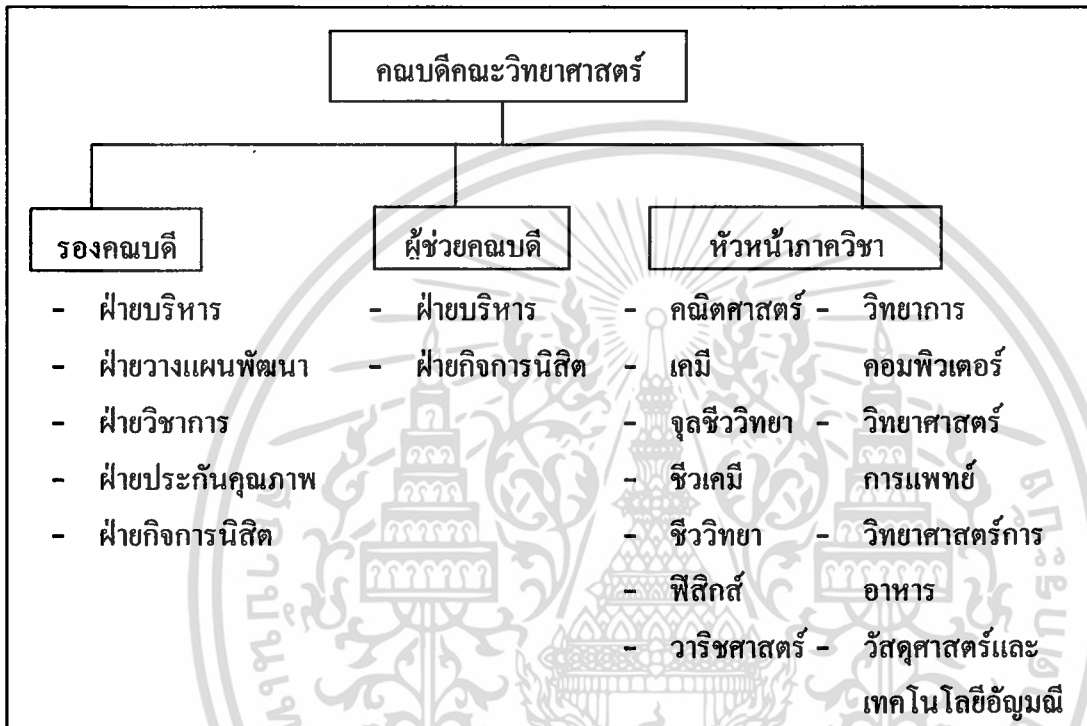 คณบดีคณะวิทยาศาสตร์
รองคณบดี
- ฝ่ายบริหาร
- ฝ่ายวางแผนพัฒนา
- ฝ่ายวิชาการ
- ฝ่ายประกันคุณภาพ
- ฝ่ายกิจการนิสิต
ผู้ช่วยคณบดี
- ฝ่ายบริหาร
- ฝ่ายกิจการนิสิต
หัวหน้าภาควิชา
- คณิตศาสตร์
- เคมี
- จุลชีววิทยา
- ชีวเคมี
- ชีววิทยา
- ฟิสิกส์
- วาริชศาสตร์
- วิทยาการ
คอมพิวเตอร์
- วิทยาศาสตร์
การแพทย์
- วิทยาศาสตร์การ
อาหาร
- วัสดุศาสตร์และ
เทคโนโลยีอัญมณี